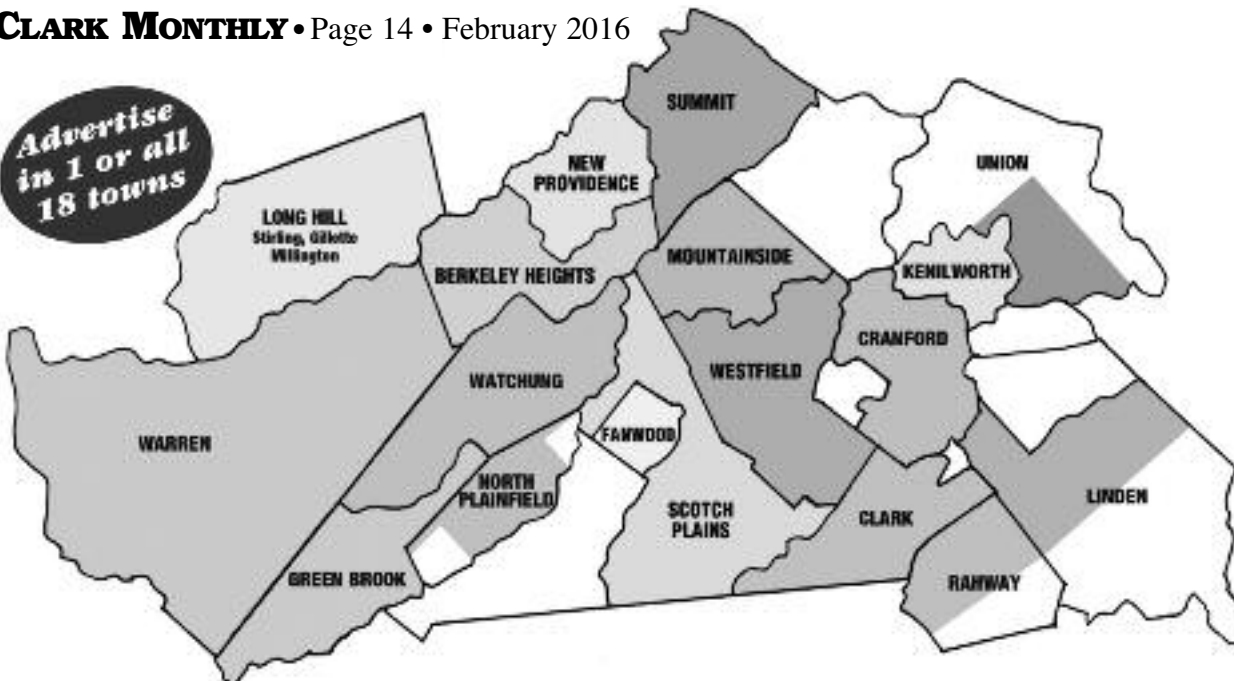 CLARK MONTHLY • Page 14 • February 2016
Advertise
in 1 or all
18 towns
SUMMIT
NEW
PROVIDENCE
UNION
LONG HILL
Stirling, Gillette
Millington
BERKELEY HEIGHTS
MOUNTAINSIDE
KENILWORTH
CRANFORD
WATCHUNG
WESTFIELD
WARREN
FANWOOD
NORTH
PLAINFIELD
SCOTCH
PLAINS
CLARK
LINDEN
GREEN BROOK
RAHWAY